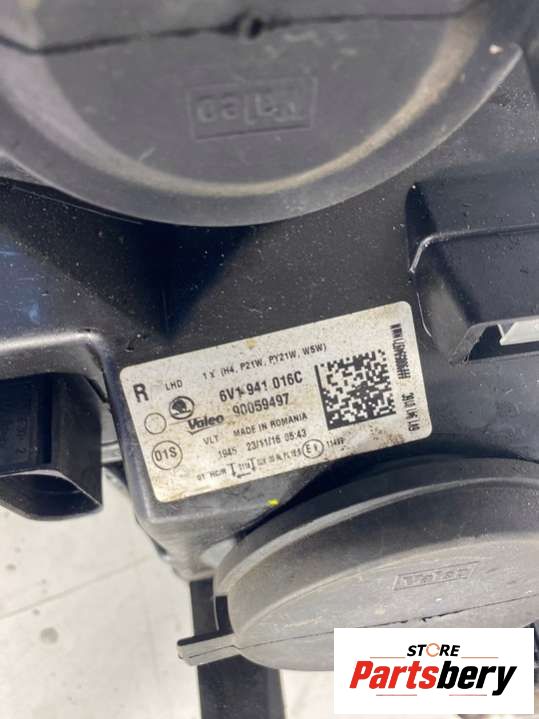 Valeo
R LHD 1 x (H4, P21W, PY21W, W5W)
6V1 941 016C
Valeo 90059497
01S VLT MADE IN ROMANIA
1945 23/11/16 05:43
Valeo
STORE
Partsbery